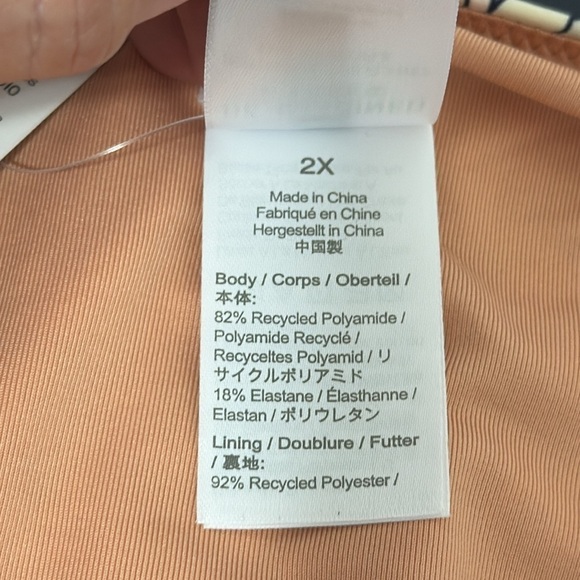 2X
Made in China
Fabriqué en Chine
Hergestellt in China
中国製
Body / Corps / Oberteil /
本体:
82% Recycled Polyamide /
Polyamide Recyclé /
Recyceltes Polyamid / リ
サイクルポリアミド
18% Elastane / Élasthanne /
Elastan / ポリウレタン
Lining / Doublure / Futter
/ 裏地:
92% Recycled Polyester /